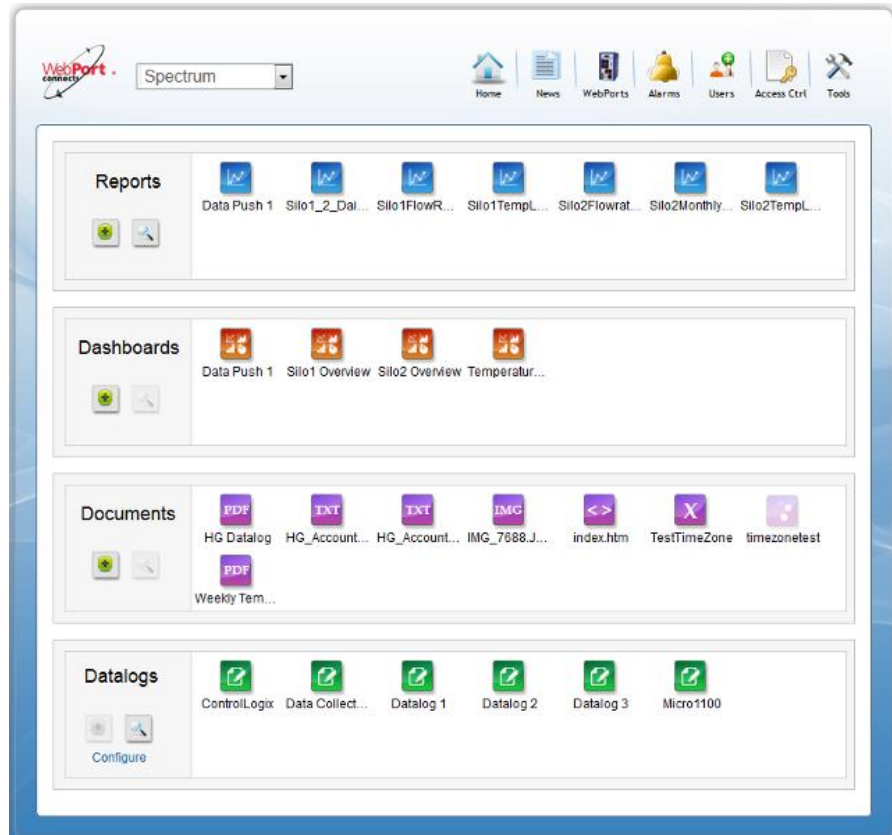 WebPort .
connects
Spectrum
Home News WebPorts Alarms Users Access Ctrl Tools
Reports
Data Push 1 Silo1_2_Dai... Silo1FlowR... Silo1TempL... Silo2Flowrat... Silo2Monthly... Silo2TempL...
Dashboards
Data Push 1 Silo1 Overview Silo2 Overview Temperatur...
Documents
PDF TXT TXT IMG <> X
HG Datalog HG_Account... HG_Account... IMG_7688.J... index.htm TestTimeZone timezonetest
PDF
Weekly Tem...
Datalogs
ControlLogix Data Collect... Datalog 1 Datalog 2 Datalog 3 Micro1100
Configure